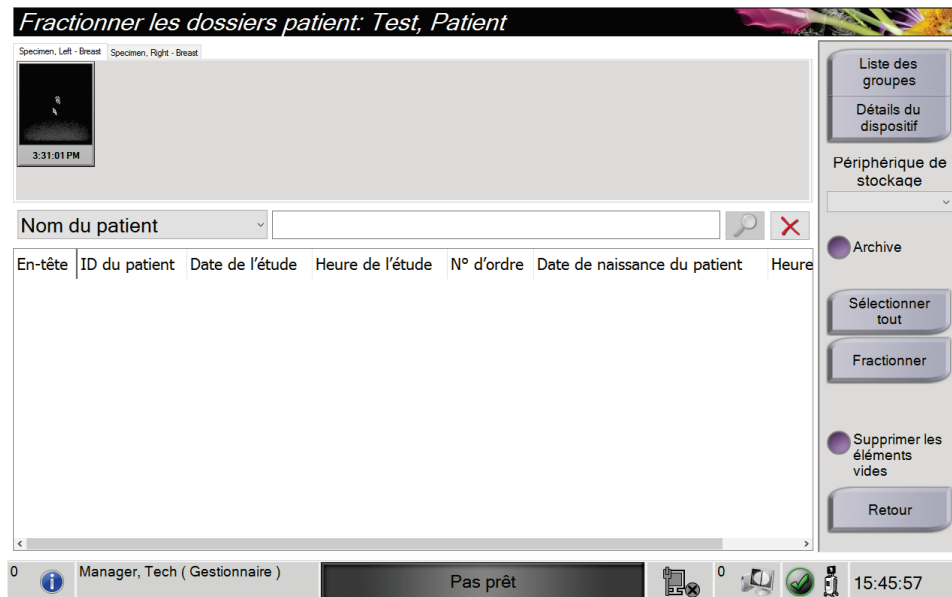 Fractionner les dossiers patient: Test, Patient
Specimen, Left - Breast Specimen, Right - Breast
3:31:01 PM
Liste des
groupes
Détails du
dispositif
Périphérique de
stockage
Nom du patient
Archive
En-tête ID du patient Date de l'étude Heure de l'étude N° d'ordre Date de naissance du patient Heure
Sélectionner
tout
Fractionner
Supprimer les
éléments
vides
Retour
0 Manager, Tech ( Gestionnaire ) Pas prêt 0 15:45:57